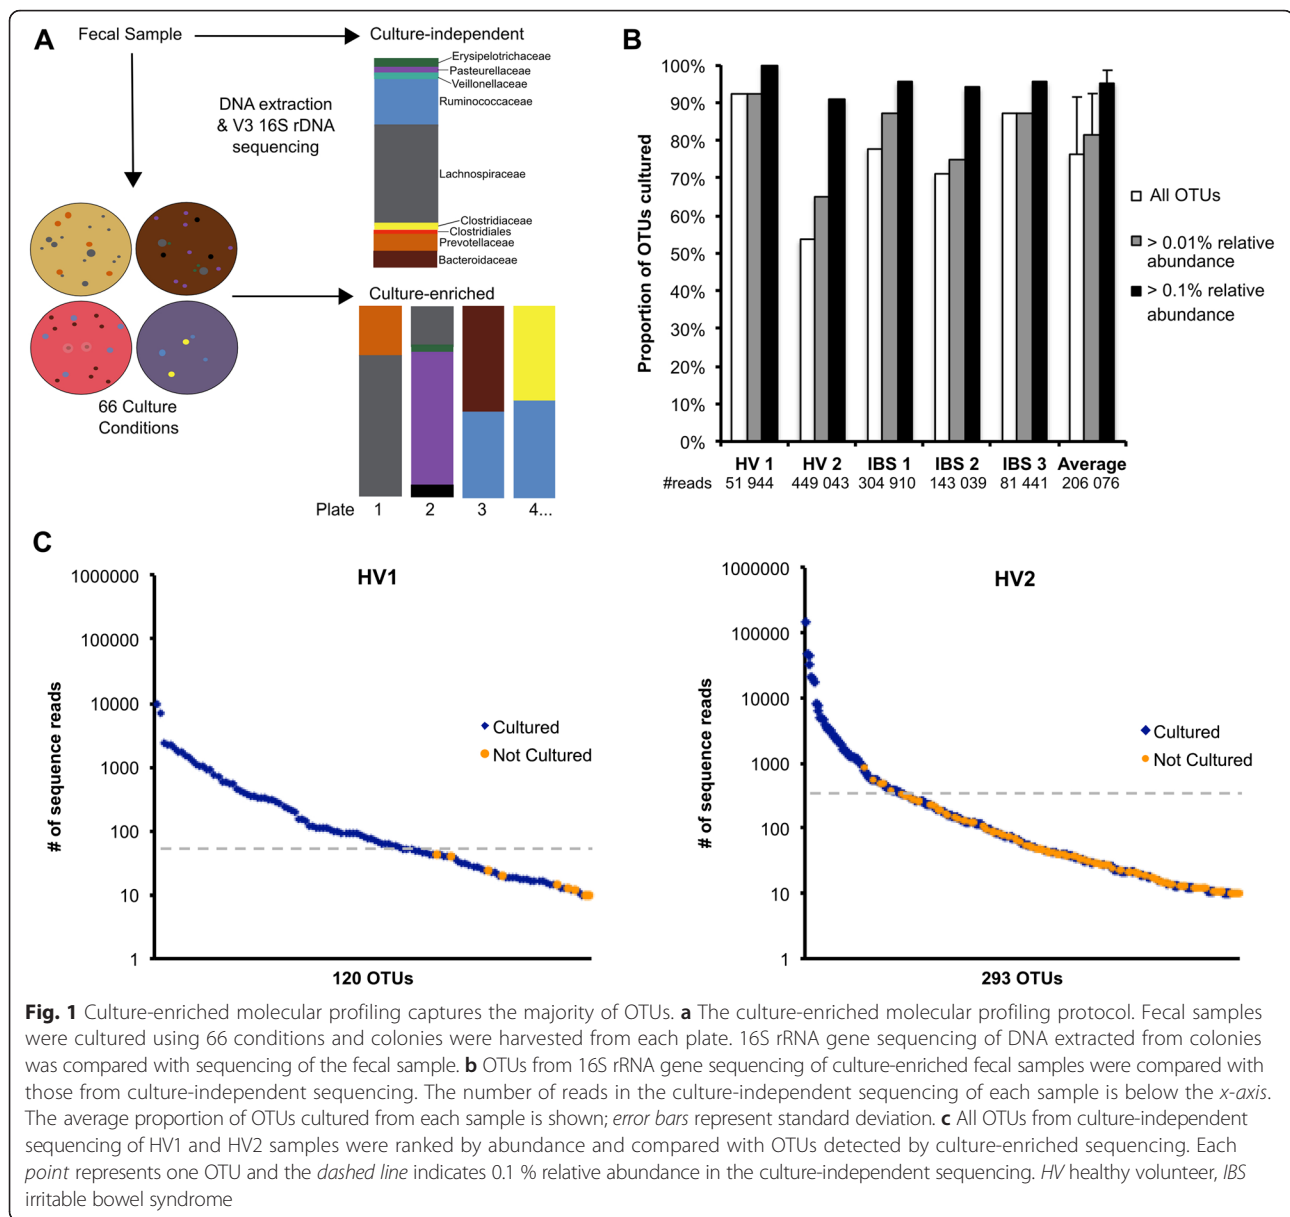 A
Fecal Sample
Culture-independent
DNA extraction
& V3 16S rDNA
sequencing
Erysipelotrichaceae
Pasteurellaceae
Veillonellaceae
Ruminococcaceae
Lachnospiraceae
Clostridiaceae
Clostridiales
Prevotellaceae
Bacteroidaceae
Culture-enriched
66 Culture
Conditions
Plate 1 2 3 4...
B
Proportion of OTUs cultured
100%
90%
80%
70%
60%
50%
40%
30%
20%
10%
0%
All OTUs
> 0.01% relative
abundance
> 0.1% relative
abundance
HV 1 HV 2 IBS 1 IBS 2 IBS 3 Average
#reads 51 944 449 043 304 910 143 039 81 441 206 076
C
HV1
# of sequence reads
1000000
100000
10000
1000
100
10
1
Cultured
Not Cultured
120 OTUs
HV2
# of sequence reads
1000000
100000
10000
1000
100
10
1
Cultured
Not Cultured
293 OTUs
Fig. 1 Culture-enriched molecular profiling captures the majority of OTUs. a The culture-enriched molecular profiling protocol. Fecal samples
were cultured using 66 conditions and colonies were harvested from each plate. 16S rRNA gene sequencing of DNA extracted from colonies
was compared with sequencing of the fecal sample. b OTUs from 16S rRNA gene sequencing of culture-enriched fecal samples were compared with
those from culture-independent sequencing. The number of reads in the culture-independent sequencing of each sample is below the x-axis.
The average proportion of OTUs cultured from each sample is shown; error bars represent standard deviation. c All OTUs from culture-independent
sequencing of HV1 and HV2 samples were ranked by abundance and compared with OTUs detected by culture-enriched sequencing. Each
point represents one OTU and the dashed line indicates 0.1 % relative abundance in the culture-independent sequencing. HV healthy volunteer, IBS
irritable bowel syndrome